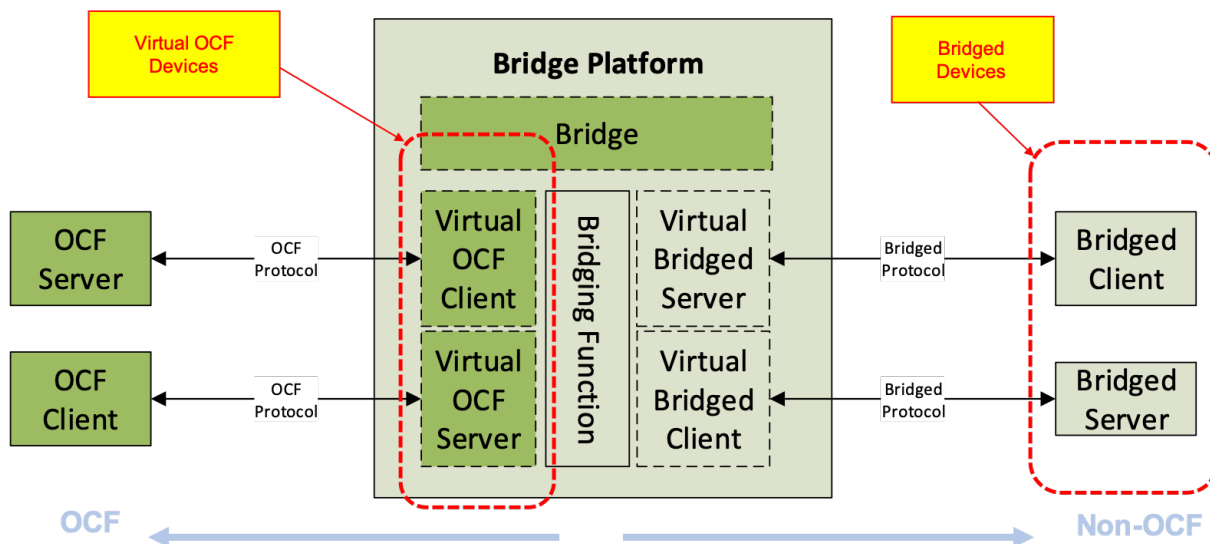 Virtual OCF
Devices
Bridge Platform
Bridged
Devices
Bridge
OCF
Server
OCF
Protocol
Virtual
OCF
Client
Bridging Function
Virtual
Bridged
Server
Bridged
Protocol
Bridged
Client
OCF
Client
OCF
Protocol
Virtual
OCF
Server
Virtual
Bridged
Client
Bridged
Protocol
Bridged
Server
OCF
Non-OCF